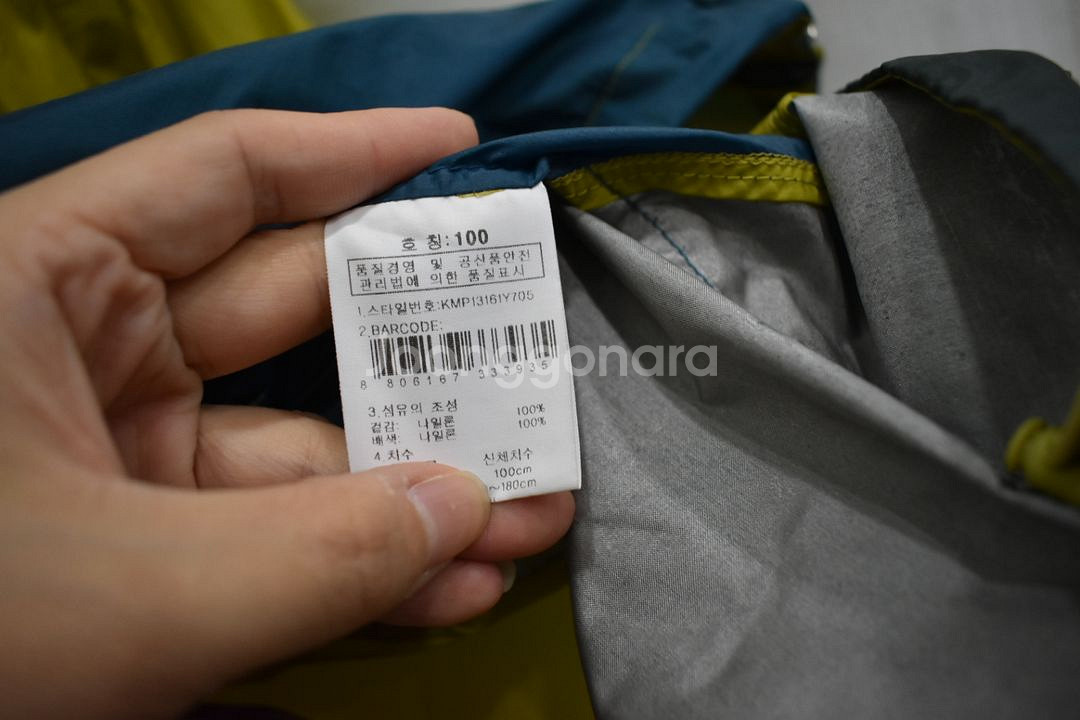 호 칭:100
품질경영 및 공산품안전
관리법에 의한 품질표시
1.스타일번호:KMP13161Y705
2.BARCODE:
8 806167 333935
3.섬유의 조성
겉감: 나일론 100%
배색: 나일론 100%
4.치수 신체치수
100cm
~180cm
joonggonara